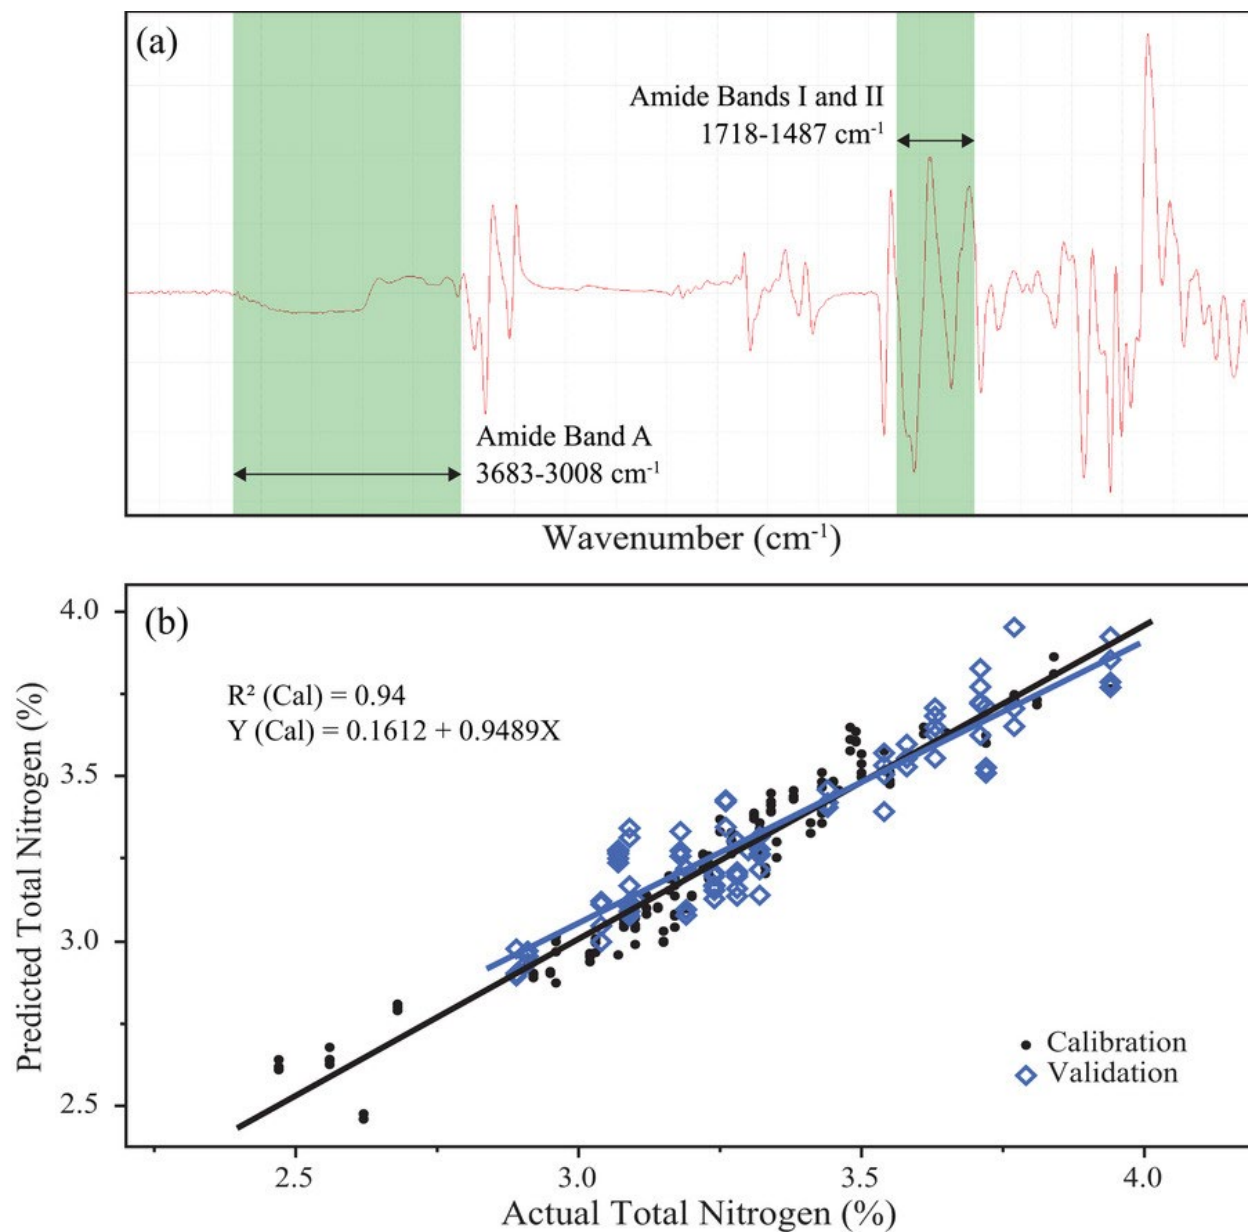 (a)
Amide Bands I and II
1718-1487 cm⁻¹
Amide Band A
3683-3008 cm⁻¹
Wavenumber (cm⁻¹)
(b)
4.0
3.5
3.0
2.5
Predicted Total Nitrogen (%)
R² (Cal) = 0.94
Y (Cal) = 0.1612 + 0.9489X
Calibration
Validation
2.5 3.0 3.5 4.0
Actual Total Nitrogen (%)